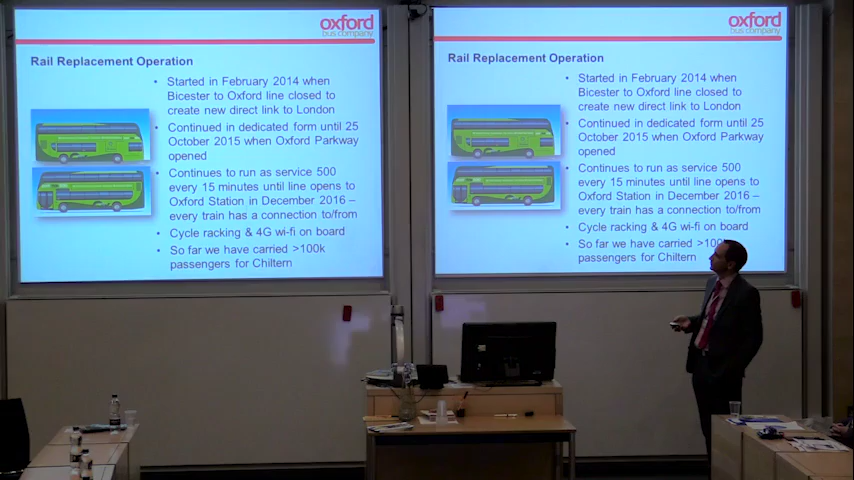 oxford
bus company
Rail Replacement Operation
• Started in February 2014 when
Bicester to Oxford line closed to
create new direct link to London
• Continued in dedicated form until 25
October 2015 when Oxford Parkway
opened
• Continues to run as service 500
every 15 minutes until line opens to
Oxford Station in December 2016 –
every train has a connection to/from
• Cycle racking & 4G wi-fi on board
• So far we have carried >100k
passengers for Chiltern
oxford
bus company
Rail Replacement Operation
• Started in February 2014 when
Bicester to Oxford line closed to
create new direct link to London
• Continued in dedicated form until 25
October 2015 when Oxford Parkway
opened
• Continues to run as service 500
every 15 minutes until line opens to
Oxford Station in December 2016 –
every train has a connection to/from
• Cycle racking & 4G wi-fi on board
• So far we have carried >100
passengers for Chiltern